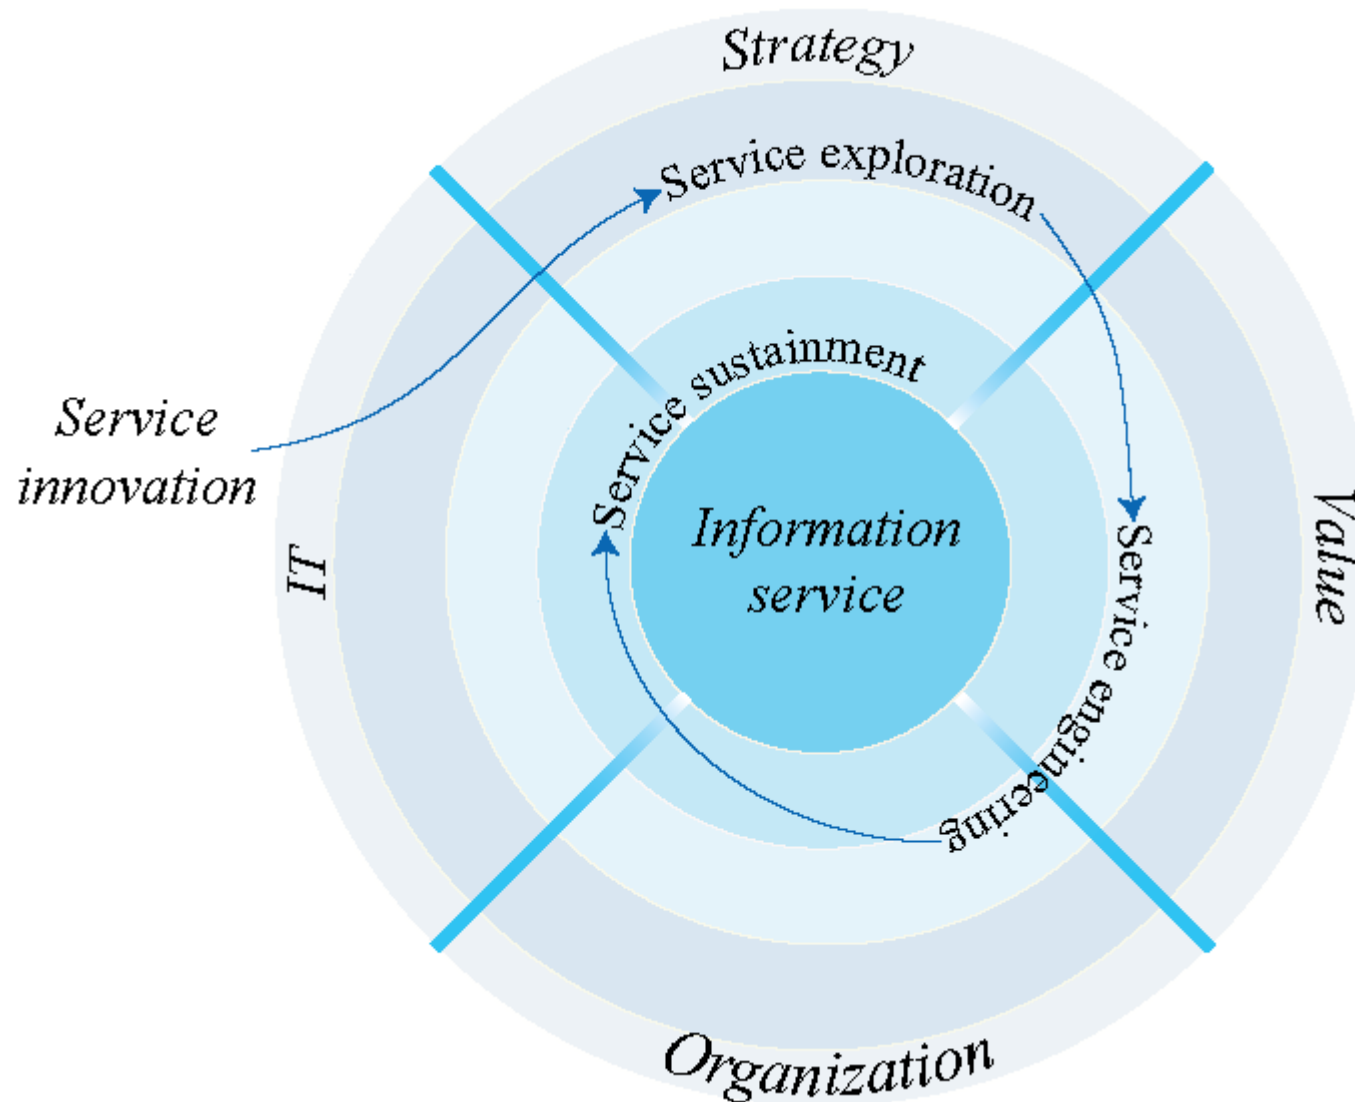 Strategy
Service exploration
Service sustainment
Service
innovation
Information
service
IT
Value
Service engineering
Organization